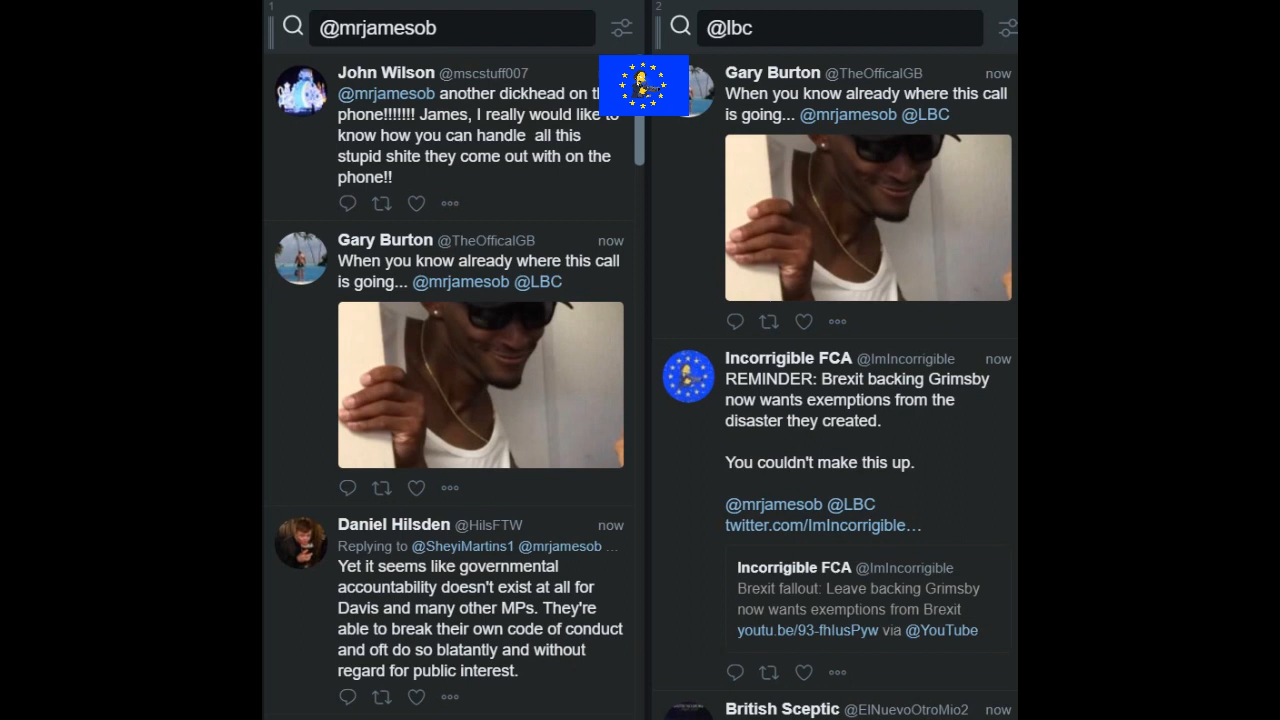 1
@mrjamesob
John Wilson @mscstuff007
@mrjamesob another dickhead on
phone!!!!!!! James, I really would like to
know how you can handle all this
stupid shite they come out with on the
phone!!
Gary Burton @TheOfficalGB now
When you know already where this call
is going... @mrjamesob @LBC
Daniel Hilsden @HilsFTW now
Replying to @SheyiMartins1 @mrjamesob ...
Yet it seems like governmental
accountability doesn't exist at all for
Davis and many other MPs. They're
able to break their own code of conduct
and oft do so blatantly and without
regard for public interest.
2
@lbc
Gary Burton @TheOfficalGB now
When you know already where this call
is going... @mrjamesob @LBC
Incorrigible FCA @ImIncorrigible now
REMINDER: Brexit backing Grimsby
now wants exemptions from the
disaster they created.
You couldn't make this up.
@mrjamesob @LBC
twitter.com/ImIncorrigible…
Incorrigible FCA @ImIncorrigible
Brexit fallout: Leave backing Grimsby
now wants exemptions from Brexit
youtu.be/93-fhIusPyw via @YouTube
British Sceptic @ElNuevoOtroMio2 now